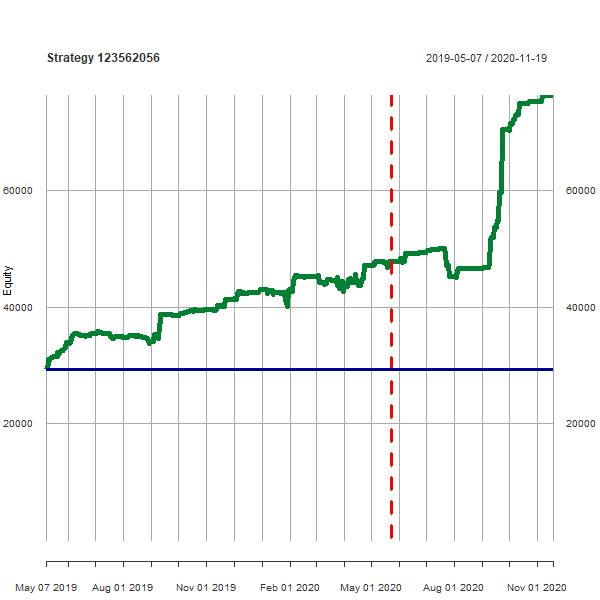 Strategy 123562056
2019-05-07 / 2020-11-19
Equity
60000
60000
40000
40000
20000
20000
May 07 2019
Aug 01 2019
Nov 01 2019
Feb 01 2020
May 01 2020
Aug 01 2020
Nov 01 2020